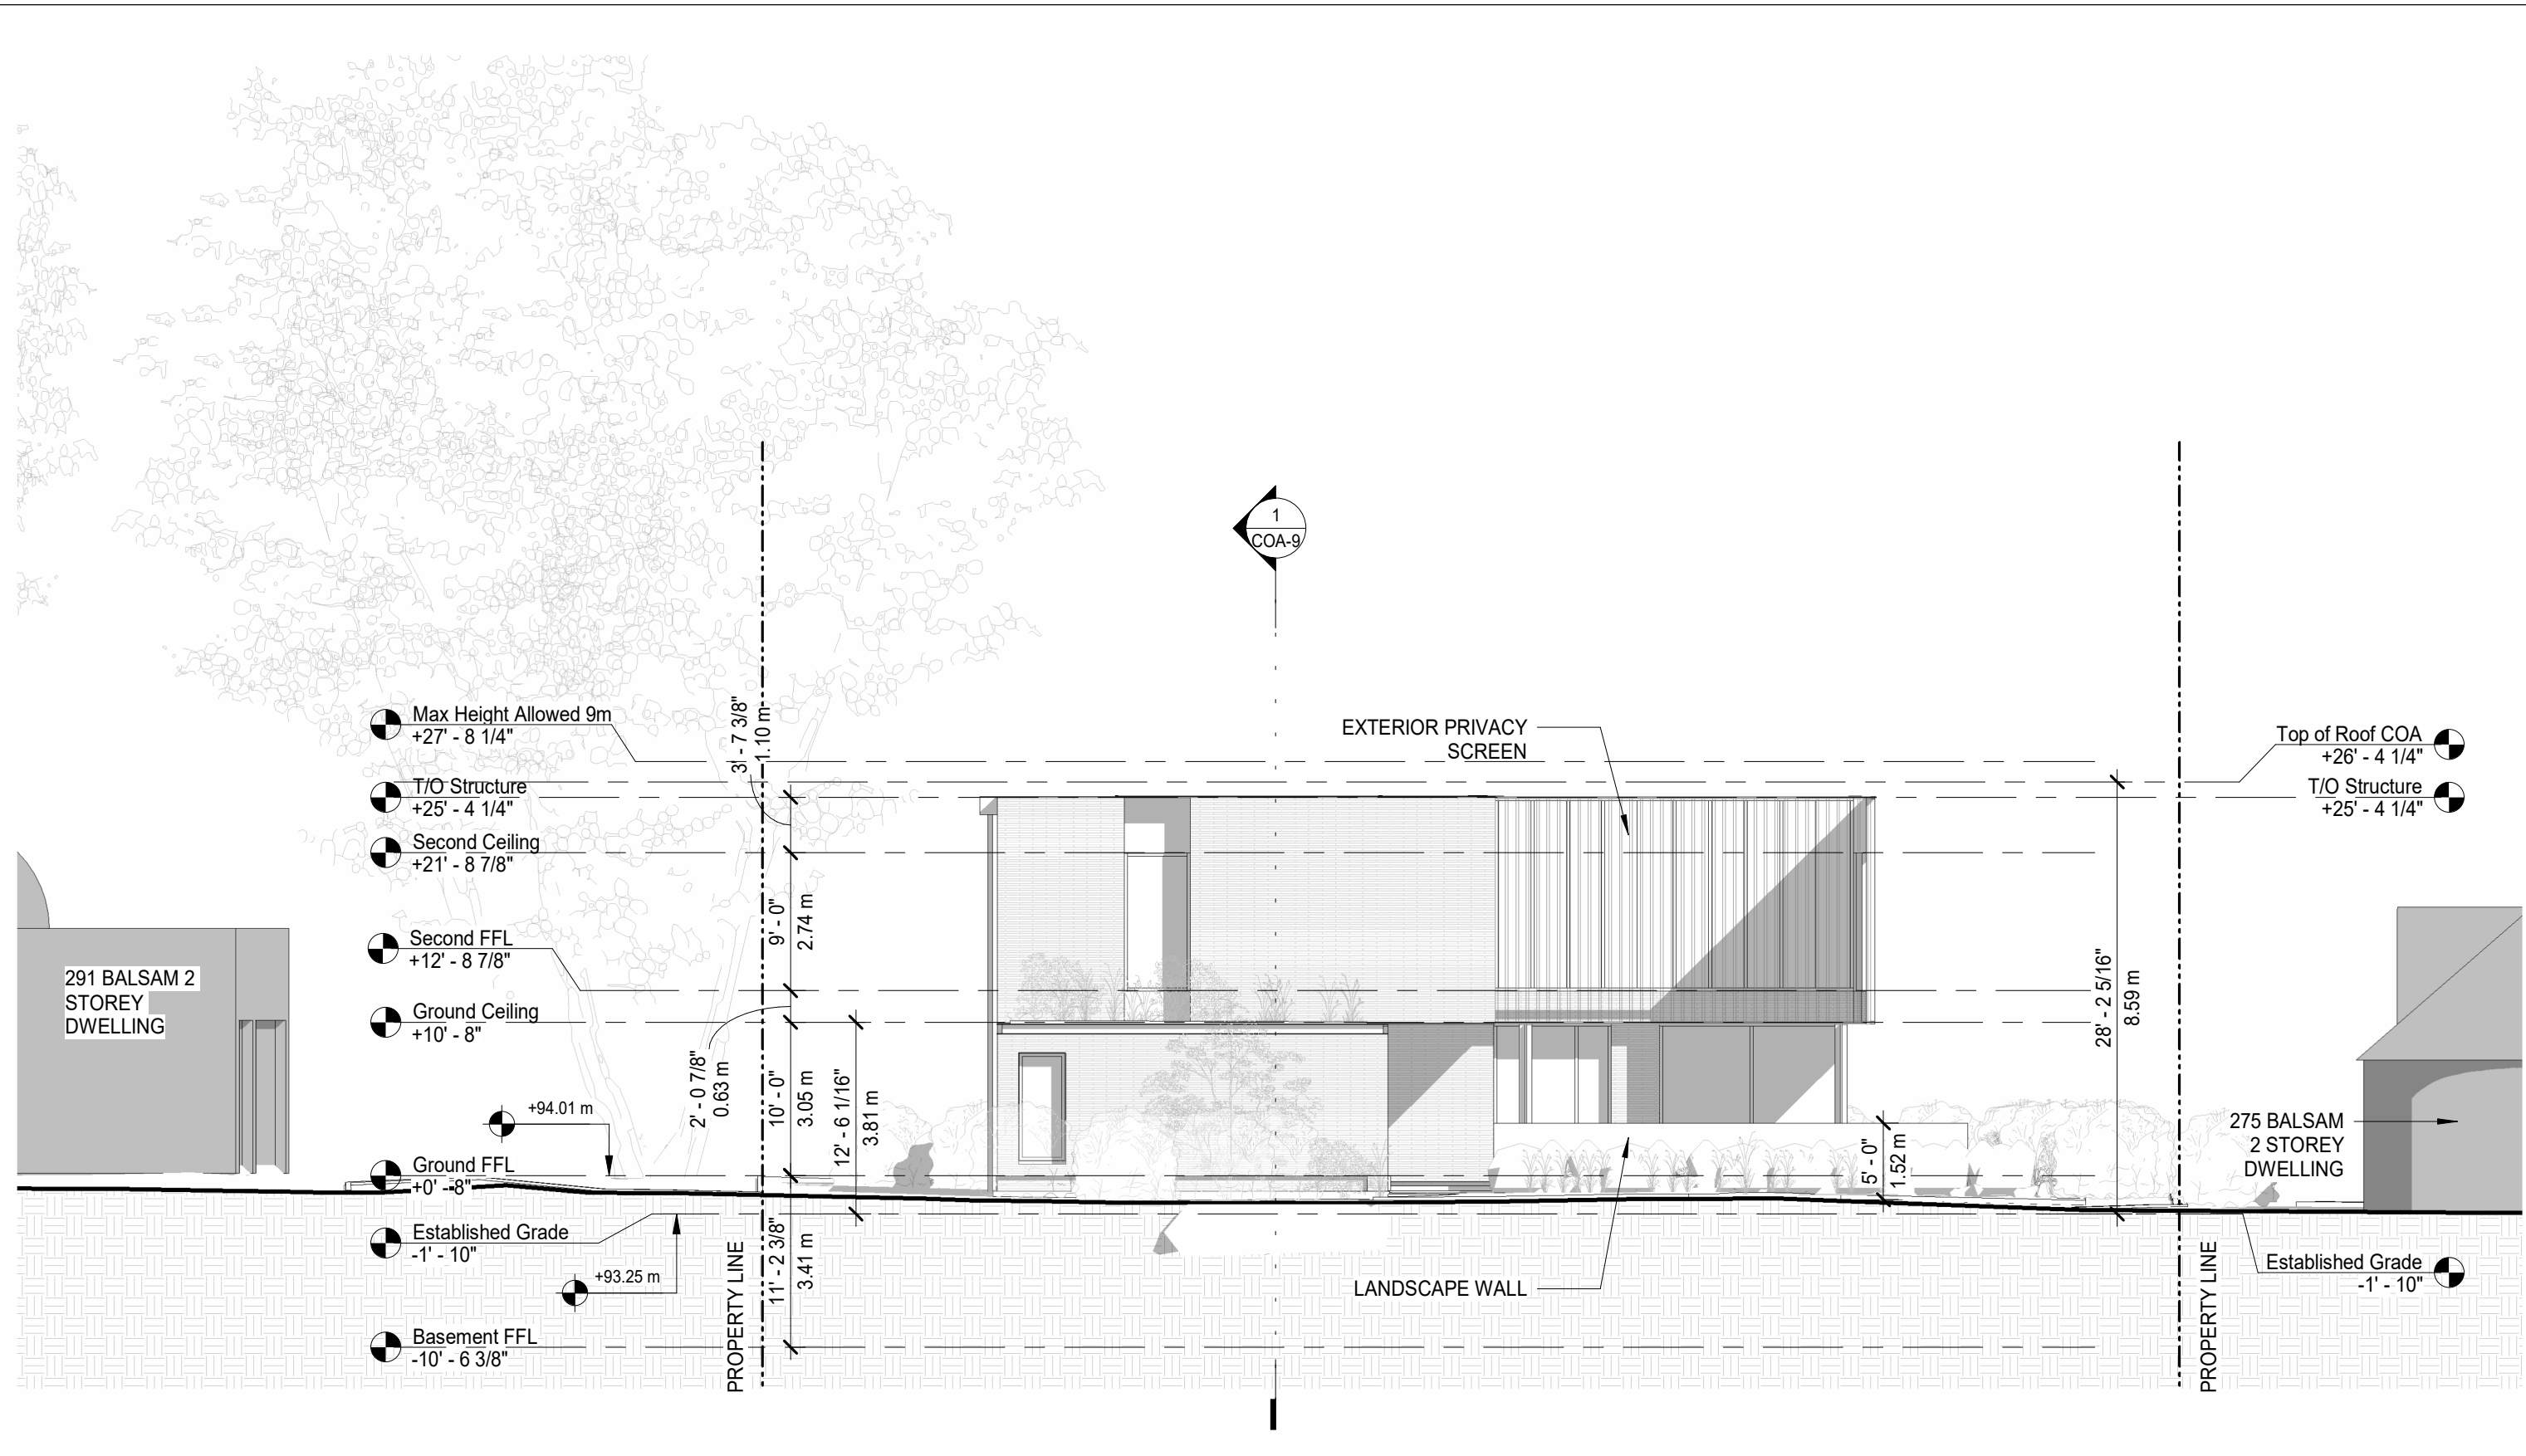 Max Height Allowed 9m
+27' - 8 1/4"
T/O Structure
+25' - 4 1/4"
Second Ceiling
+21' - 8 7/8"
Second FFL
+12' - 8 7/8"
Ground Ceiling
+10' - 8"
+94.01 m
Ground FFL
+0' - 8"
Established Grade
-1' - 10"
+93.25 m
Basement FFL
-10' - 6 3/8"
291 BALSAM 2
STOREY
DWELLING
3' - 7 3/8"
1.10 m
9' - 0"
2.74 m
2' - 0 7/8"
0.63 m
10' - 0"
3.05 m
12' - 6 1/16"
3.81 m
11' - 2 3/8"
3.41 m
PROPERTY LINE
1
COA-9
EXTERIOR PRIVACY
SCREEN
LANDSCAPE WALL
5' - 0"
1.52 m
28' - 2 5/16"
8.59 m
PROPERTY LINE
Top of Roof COA
+26' - 4 1/4"
T/O Structure
+25' - 4 1/4"
275 BALSAM
2 STOREY
DWELLING
Established Grade
-1' - 10"